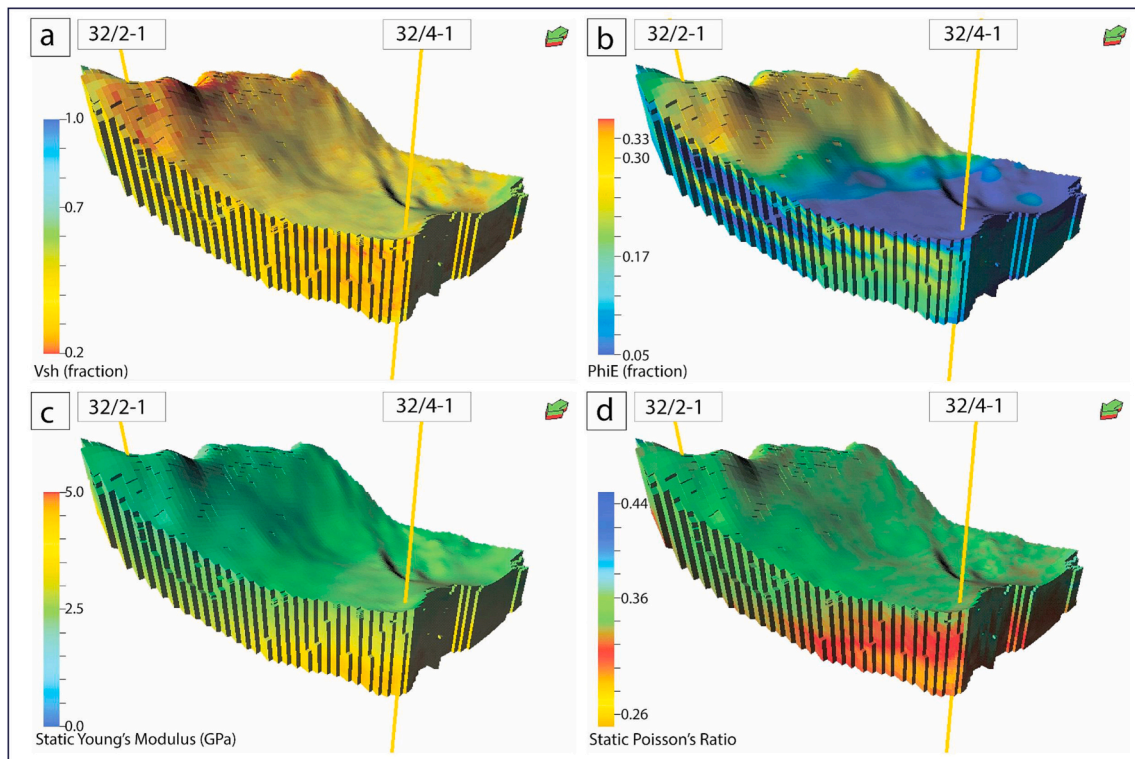 a
32/2-1
32/4-1
1.0
0.7
0.2
Vsh (fraction)
b
32/2-1
32/4-1
0.33
0.30
0.17
0.05
PhiE (fraction)
c
32/2-1
32/4-1
5.0
2.5
0.0
Static Young's Modulus (GPa)
d
32/2-1
32/4-1
0.44
0.36
0.26
Static Poisson's Ratio